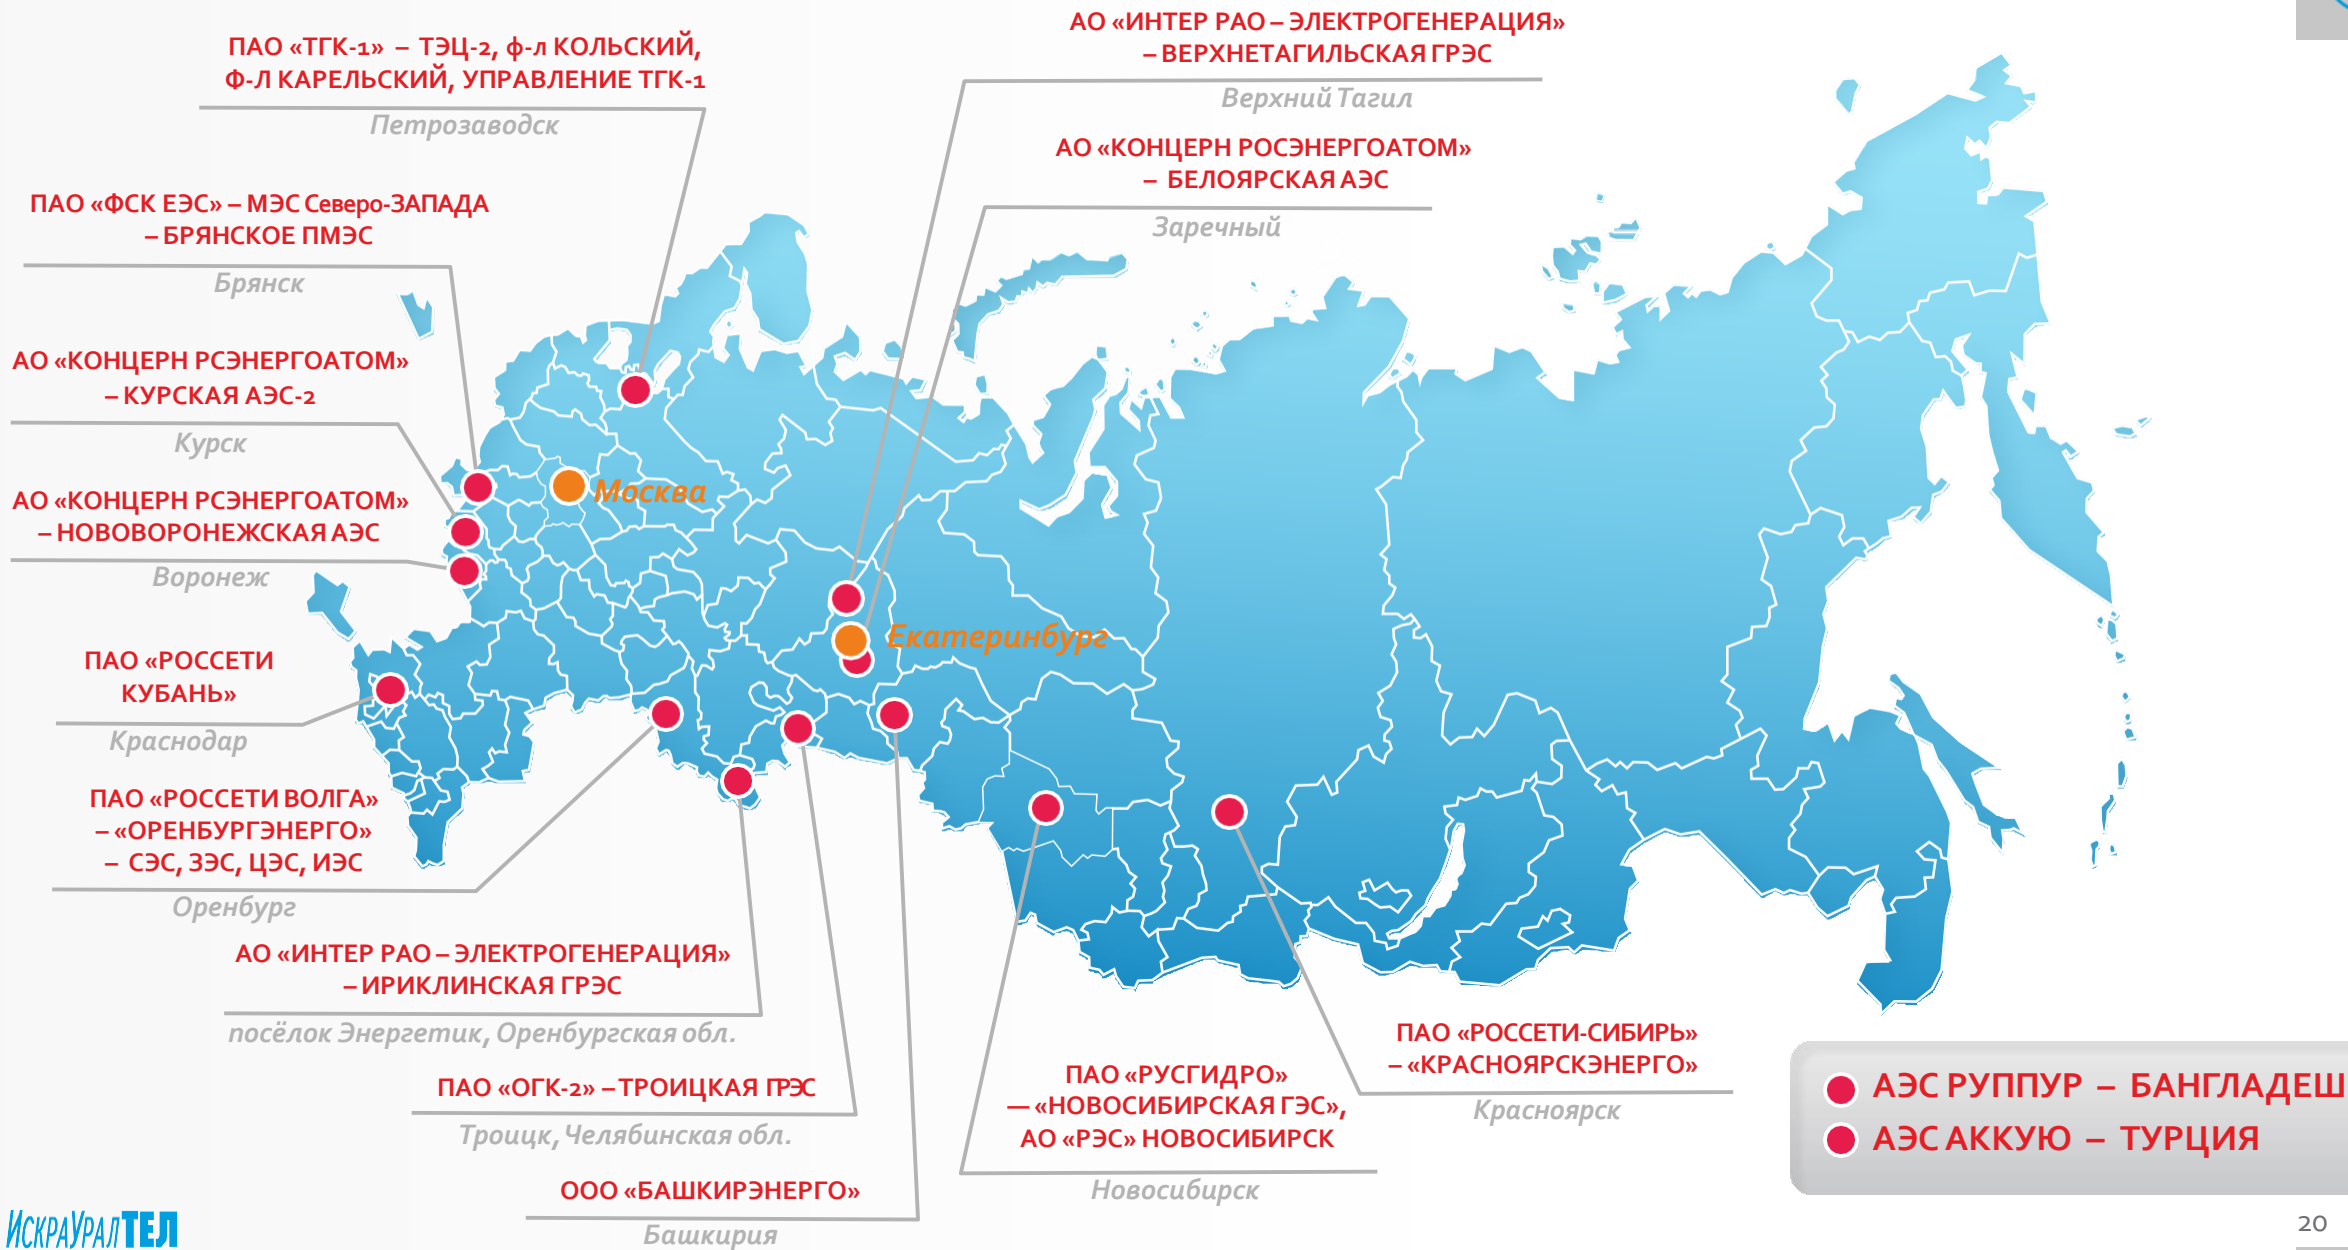 ПАО «ТГК-1» – ТЭЦ-2, ф-л КОЛЬСКИЙ,
Ф-Л КАРЕЛЬСКИЙ, УПРАВЛЕНИЕ ТГК-1
Петрозаводск
АО «ИНТЕР РАО – ЭЛЕКТРОГЕНЕРАЦИЯ»
– ВЕРХНЕТАГИЛЬСКАЯ ГРЭС
Верхний Тагил
АО «КОНЦЕРН РОСЭНЕРГОАТОМ»
– БЕЛОЯРСКАЯ АЭС
Заречный
ПАО «ФСК ЕЭС» – МЭС Северо-ЗАПАДА
– БРЯНСКОЕ ПМЭС
Брянск
АО «КОНЦЕРН РСЭНЕРГОАТОМ»
– КУРСКАЯ АЭС-2
Курск
АО «КОНЦЕРН РСЭНЕРГОАТОМ»
– НОВОВОРОНЕЖСКАЯ АЭС
Воронеж
Москва
Екатеринбург
ПАО «РОССЕТИ
КУБАНЬ»
Краснодар
ПАО «РОССЕТИ ВОЛГА»
– «ОРЕНБУРГЭНЕРГО»
– СЭС, ЗЭС, ЦЭС, ИЭС
Оренбург
АО «ИНТЕР РАО – ЭЛЕКТРОГЕНЕРАЦИЯ»
– ИРИКЛИНСКАЯ ГРЭС
посёлок Энергетик, Оренбургская обл.
ПАО «ОГК-2» – ТРОИЦКАЯ ГРЭС
Троицк, Челябинская обл.
ООО «БАШКИРЭНЕРГО»
Башкирия
ПАО «РУСГИДРО»
— «НОВОСИБИРСКАЯ ГЭС»,
АО «РЭС» НОВОСИБИРСК
Новосибирск
ПАО «РОССЕТИ-СИБИРЬ»
– «КРАСНОЯРСКЭНЕРГО»
Красноярск
АЭС РУППУР – БАНГЛАДЕШ
АЭС АККУЮ – ТУРЦИЯ
ИСКРАУРАЛТЕЛ
20